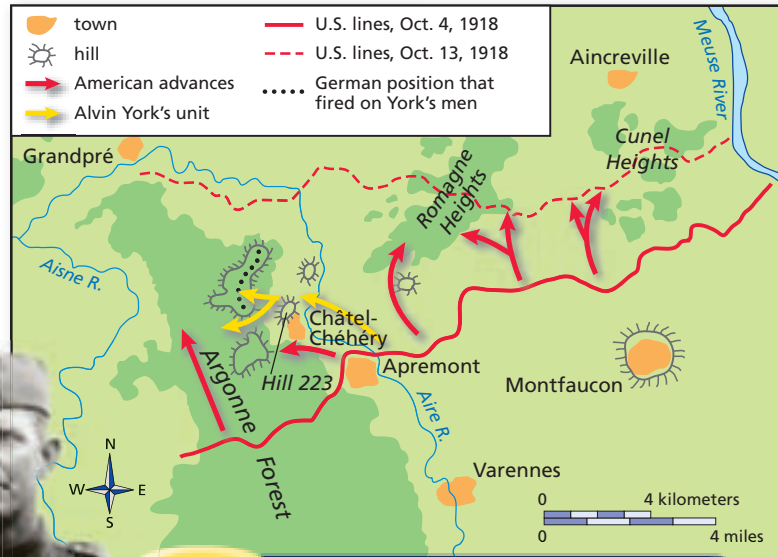 town
hill
American advances
Alvin York's unit
U.S. lines, Oct. 4, 1918
U.S. lines, Oct. 13, 1918
German position that
fired on York's men
Aincreville
Meuse River
Grandpré
Cunel
Heights
Romagne
Heights
Aisne R.
Châtel-
Chéhéry
Hill 223
Apremont
Argonne
Forest
Aire R.
Montfaucon
Varennes
N
W
E
S
0
4 kilometers
0
4 miles